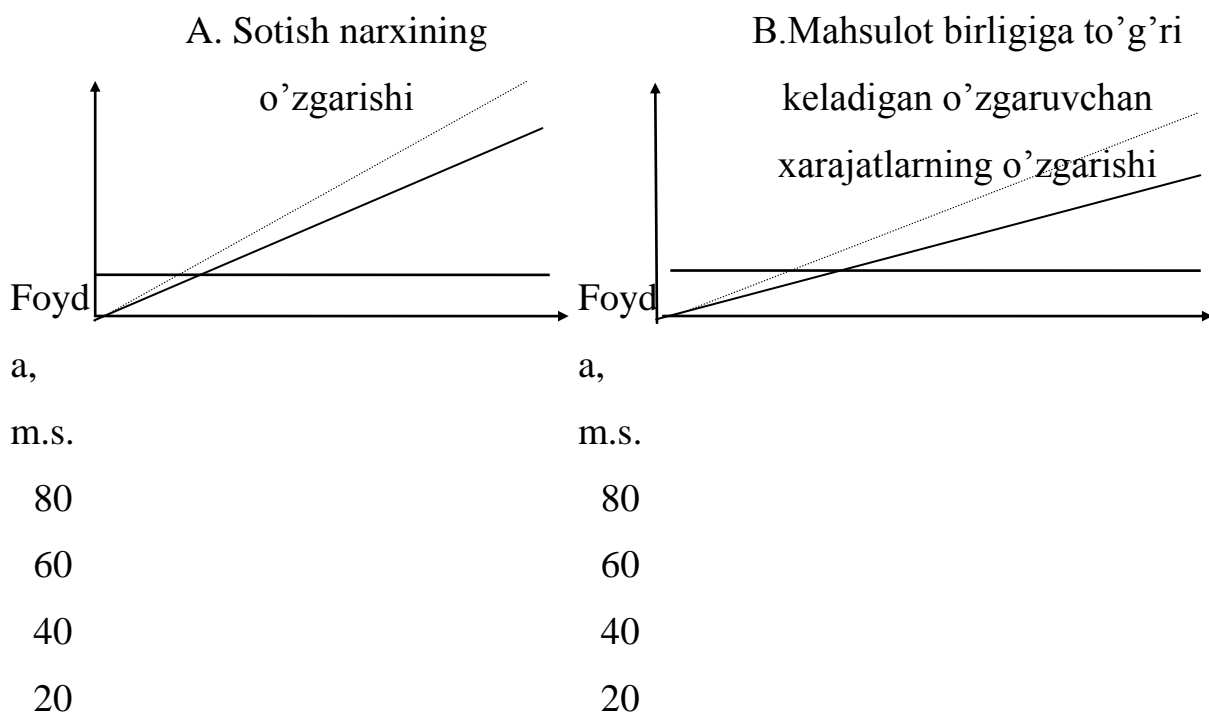 A. Sotish narxining
o’zgarishi
B.Mahsulot birligiga to’g’ri
keladigan o’zgaruvchan
xarajatlarning o’zgarishi
Foyd
a,
m.s.
80
60
40
20
Foyd
a,
m.s.
80
60
40
20